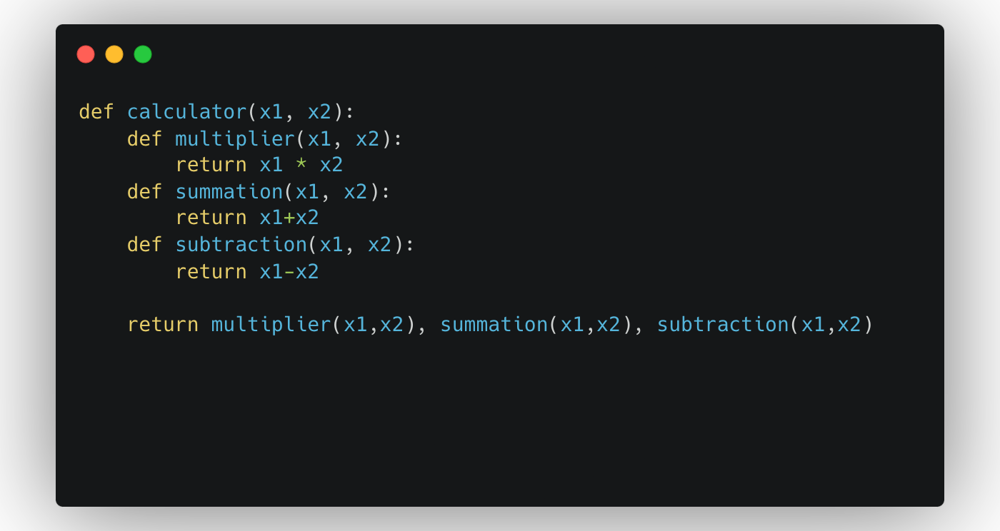 def calculator(x1, x2):
    def multiplier(x1, x2):
        return x1 * x2
    def summation(x1, x2):
        return x1+x2
    def subtraction(x1, x2):
        return x1-x2

    return multiplier(x1,x2), summation(x1,x2), subtraction(x1,x2)